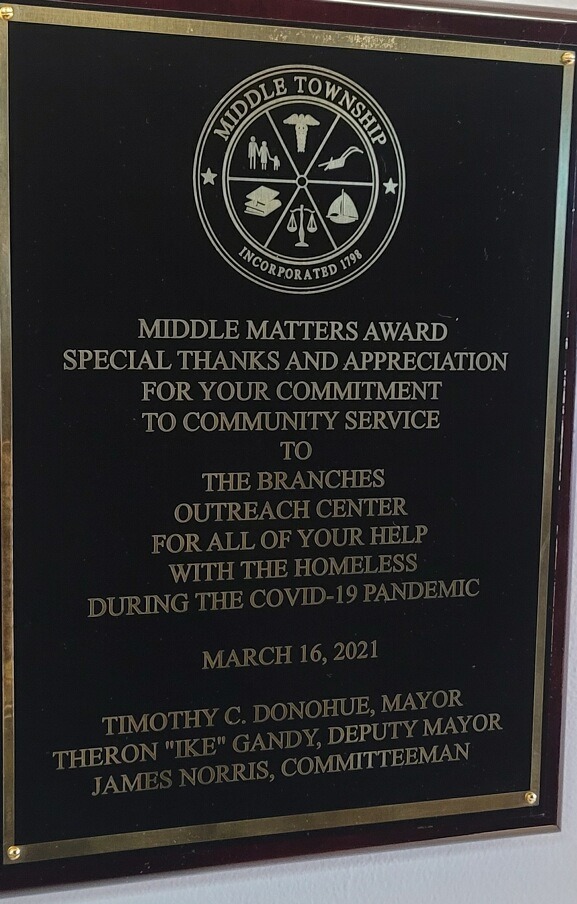 MIDDLE TOWNSHIP
INCORPORATED 1798
MIDDLE MATTERS AWARD
SPECIAL THANKS AND APPRECIATION
FOR YOUR COMMITMENT
TO COMMUNITY SERVICE
TO
THE BRANCHES
OUTREACH CENTER
FOR ALL OF YOUR HELP
WITH THE HOMELESS
DURING THE COVID-19 PANDEMIC
MARCH 16, 2021
TIMOTHY C. DONOHUE, MAYOR
THERON "IKE" GANDY, DEPUTY MAYOR
JAMES NORRIS, COMMITTEEMAN